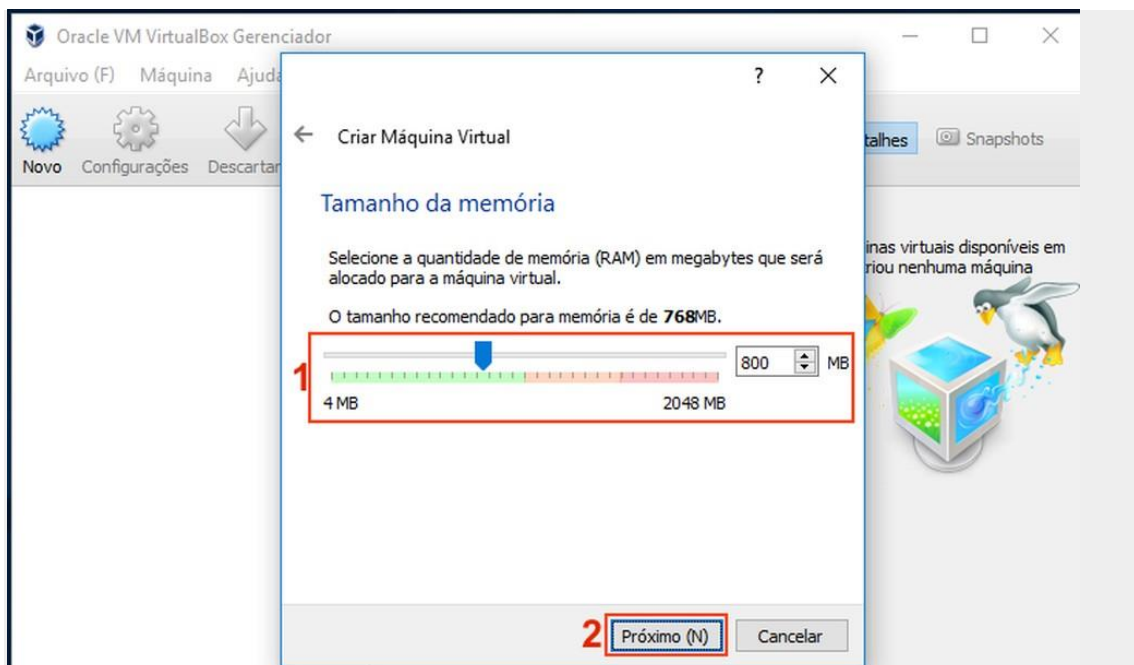 Oracle VM VirtualBox Gerenciador
Arquivo (F) Máquina Ajuda
?
Criar Máquina Virtual
Novo Configurações Descartar
talhes Snapshots
Tamanho da memória
Selecione a quantidade de memória (RAM) em megabytes que será
alocado para a máquina virtual.
O tamanho recomendado para memória é de 768MB.
1
800 MB
4 MB 2048 MB
inas virtuais disponíveis em
riou nenhuma máquina
2 Próximo (N) Cancelar